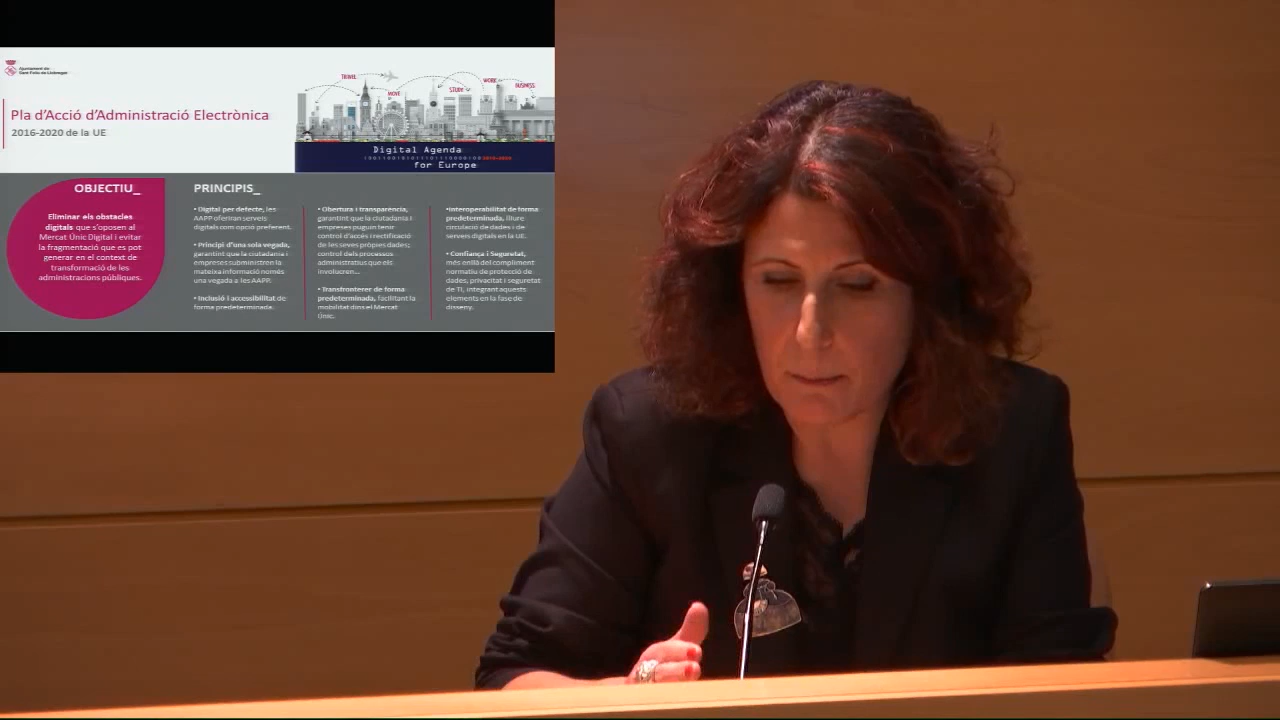 Ajuntament de
Sant Feliu de Llobregat
TRAVEL
MOVE
STUDY
WORK
BUSINESS
Pla d'Acció d'Administració Electrònica
2016-2020 de la UE
Digital Agenda
for Europe
OBJECTIU_
Eliminar els obstacles
digitals que s'oposen al
Mercat Únic Digital i evitar
la fragmentació que es pot
generar en el context de
transformació de les
administracions públiques.
PRINCIPIS_
• Digital per defecte, les
AAPP oferiran serveis
digitals com opció preferent.
• Principi d'una sola vegada,
garantint que la ciutadania i
empreses subministren la
mateixa informació només
una vegada a les AAPP.
• Inclusió i accessibilitat de
forma predeterminada.
• Obertura i transparència,
garantint que la ciutadania i
empreses puguin tenir
control d'accés i rectificació
de les seves pròpies dades;
control dels processos
administratius que els
involucren...
• Transfronterer de forma
predeterminada, facilitant la
mobilitat dins el Mercat
Únic.
•Interoperabilitat de forma
predeterminada, lliure
circulació de dades i de
serveis digitals en la UE.
• Confiança i Seguretat,
més enllà del compliment
normatiu de protecció de
dades, privacitat i seguretat
de TI, integrant aquests
elements en la fase de
disseny.